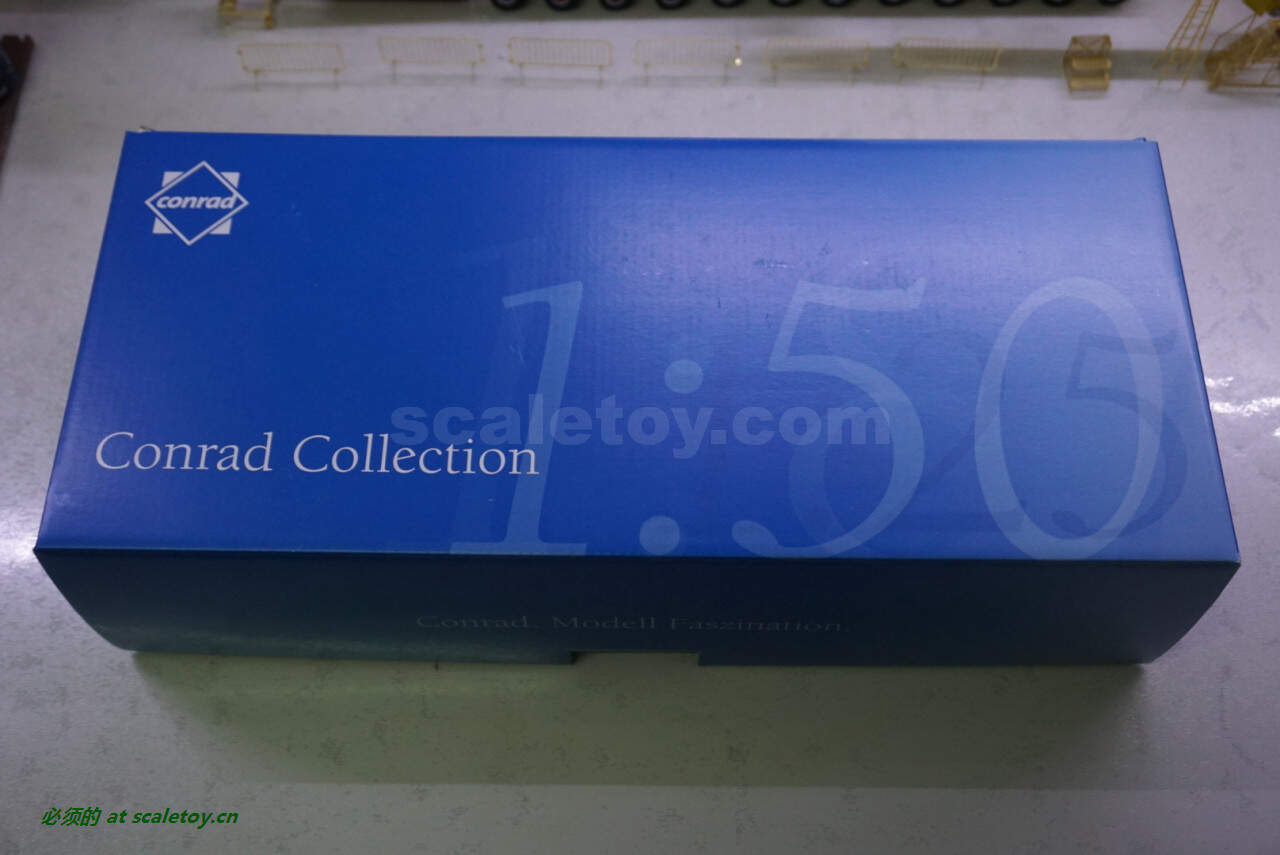 conrad
1:50
scaletoy.com
Conrad Collection
Conrad. Modell Faszination.
必须的 at scaletoy.cn